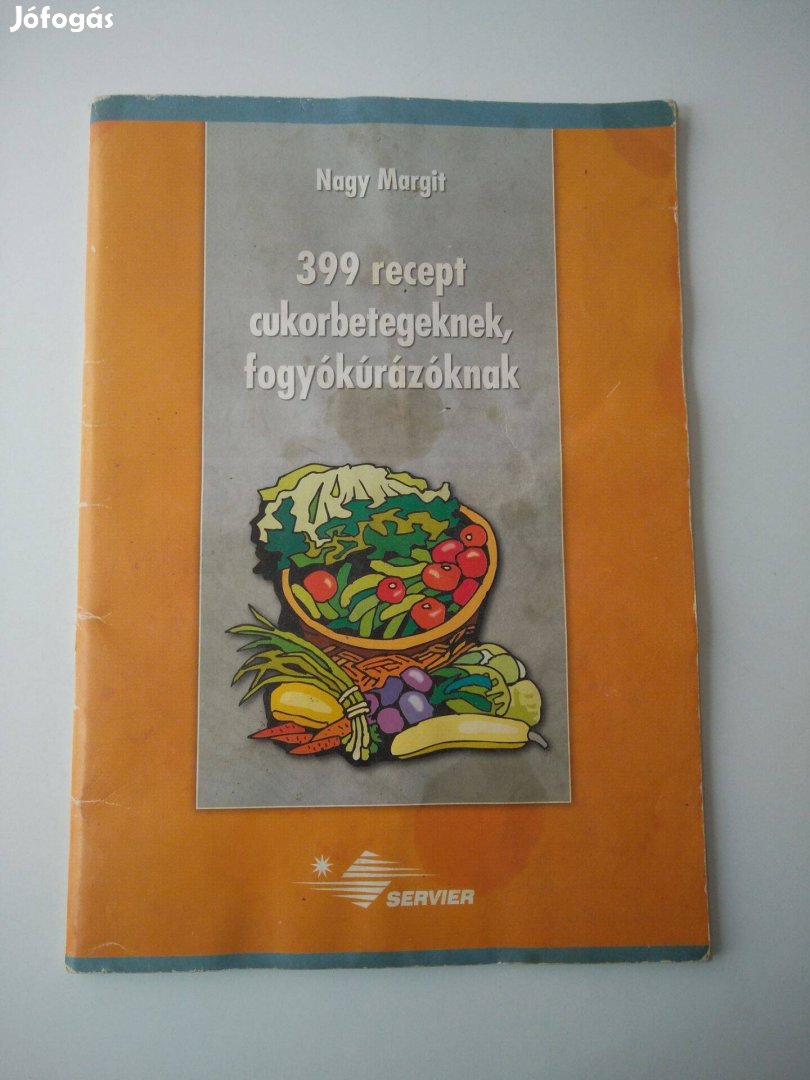 Jófogás
Nagy Margit
399 recept
cukorbetegeknek,
fogyókúrázóknak
SERVIER